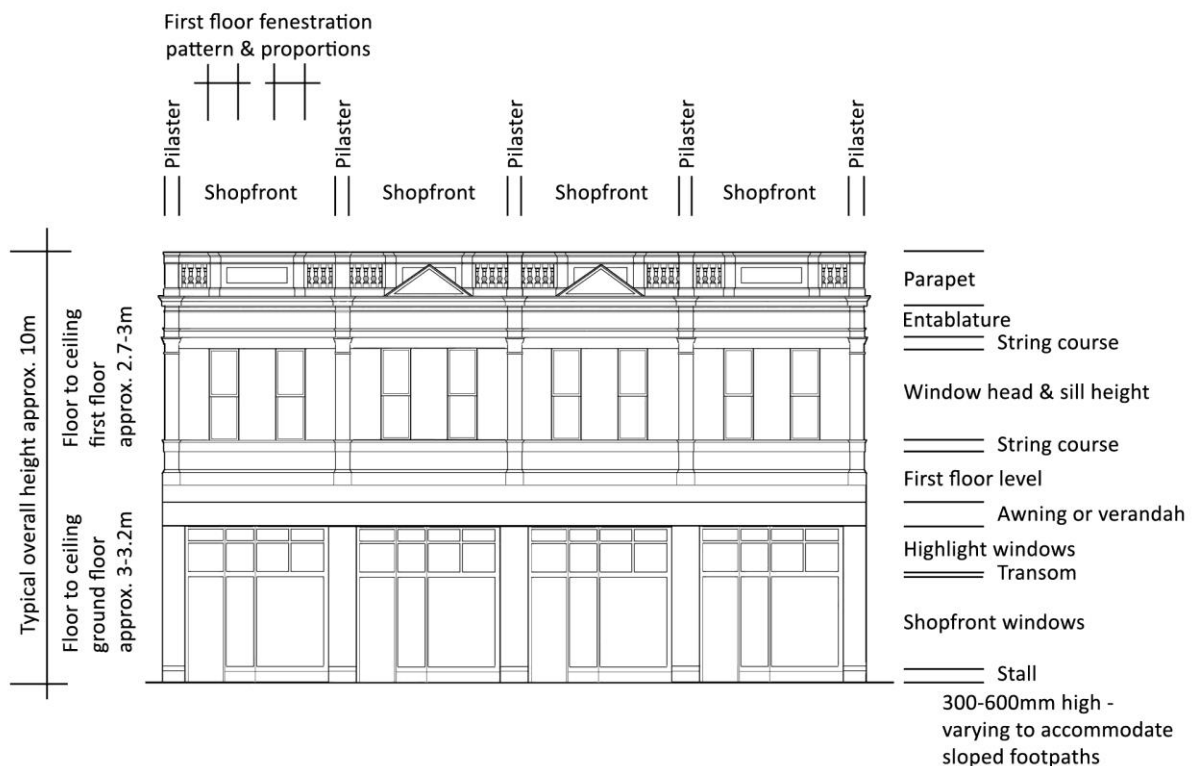 First floor fenestration
pattern & proportions
Pilaster
Pilaster
Pilaster
Pilaster
Pilaster
Shopfront
Shopfront
Shopfront
Shopfront
Typical overall height approx. 10m
Floor to ceiling
first floor
approx. 2.7-3m
Floor to ceiling
ground floor
approx. 3-3.2m
Parapet
Entablature
String course
Window head & sill height
String course
First floor level
Awning or verandah
Highlight windows
Transom
Shopfront windows
Stall
300-600mm high -
varying to accommodate
sloped footpaths